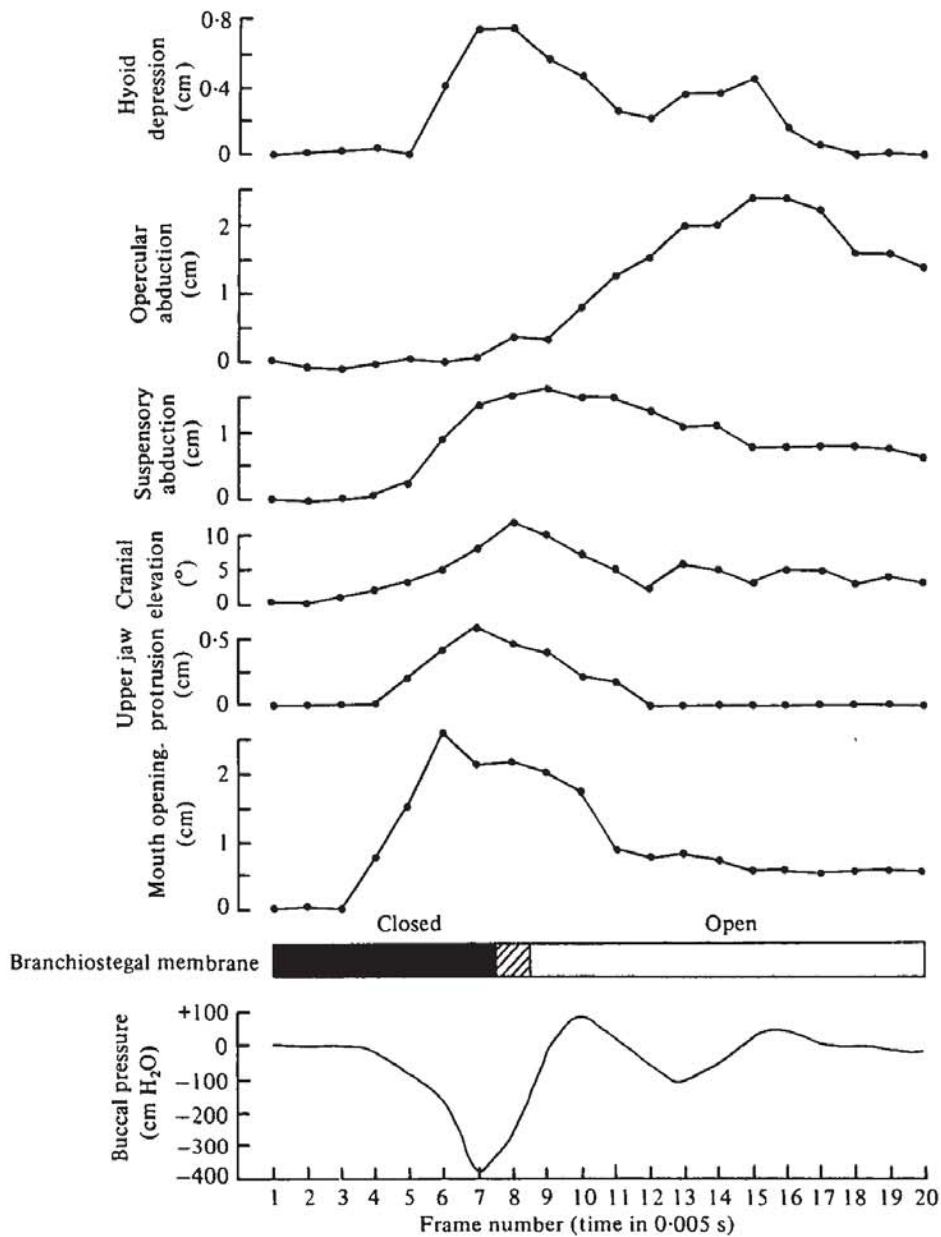 Hyoid
depression
(cm)
0·8
0·4
0
Opercular
abduction
(cm)
2
1
0
Suspensory
abduction
(cm)
1
0
Cranial
elevation
(°)
10
5
0
Upper jaw
protrusion
(cm)
0·5
0
Mouth opening-
(cm)
2
1
0
Closed Open
Branchiostegal membrane
Buccal pressure
(cm H₂O)
+100
0
−100
−200
−300
−400
1 2 3 4 5 6 7 8 9 10 11 12 13 14 15 16 17 18 19 20
Frame number (time in 0·005 s)